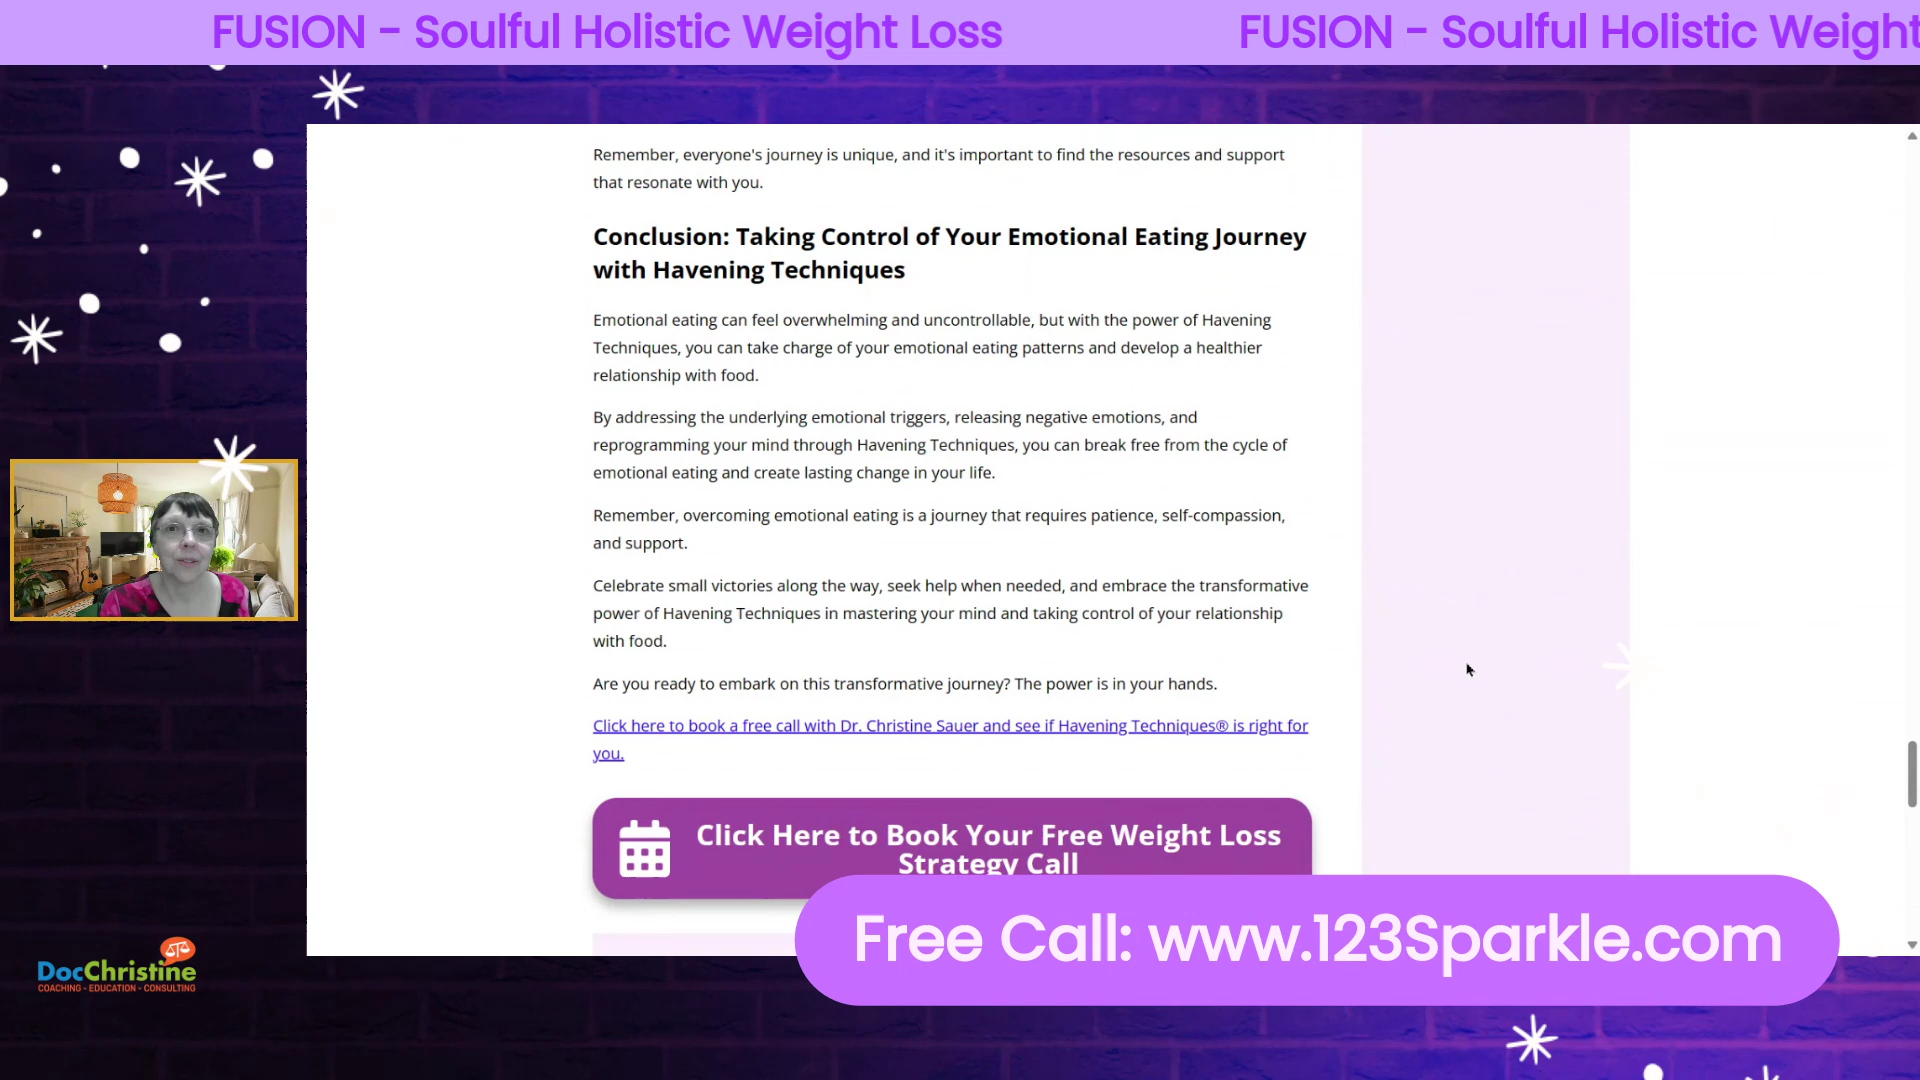 FUSION - Soulful Holistic Weight Loss
FUSION - Soulful Holistic Weight
Remember, everyone's journey is unique, and it's important to find the resources and support
that resonate with you.
Conclusion: Taking Control of Your Emotional Eating Journey
with Havening Techniques
Emotional eating can feel overwhelming and uncontrollable, but with the power of Havening
Techniques, you can take charge of your emotional eating patterns and develop a healthier
relationship with food.
By addressing the underlying emotional triggers, releasing negative emotions, and
reprogramming your mind through Havening Techniques, you can break free from the cycle of
emotional eating and create lasting change in your life.
Remember, overcoming emotional eating is a journey that requires patience, self-compassion,
and support.
Celebrate small victories along the way, seek help when needed, and embrace the transformative
power of Havening Techniques in mastering your mind and taking control of your relationship
with food.
Are you ready to embark on this transformative journey? The power is in your hands.
Click here to book a free call with Dr. Christine Sauer and see if Havening Techniques® is right for
you.
Click Here to Book Your Free Weight Loss
Strategy Call
Free Call: www.123Sparkle.com
DocChristine
COACHING - EDUCATION - CONSULTING